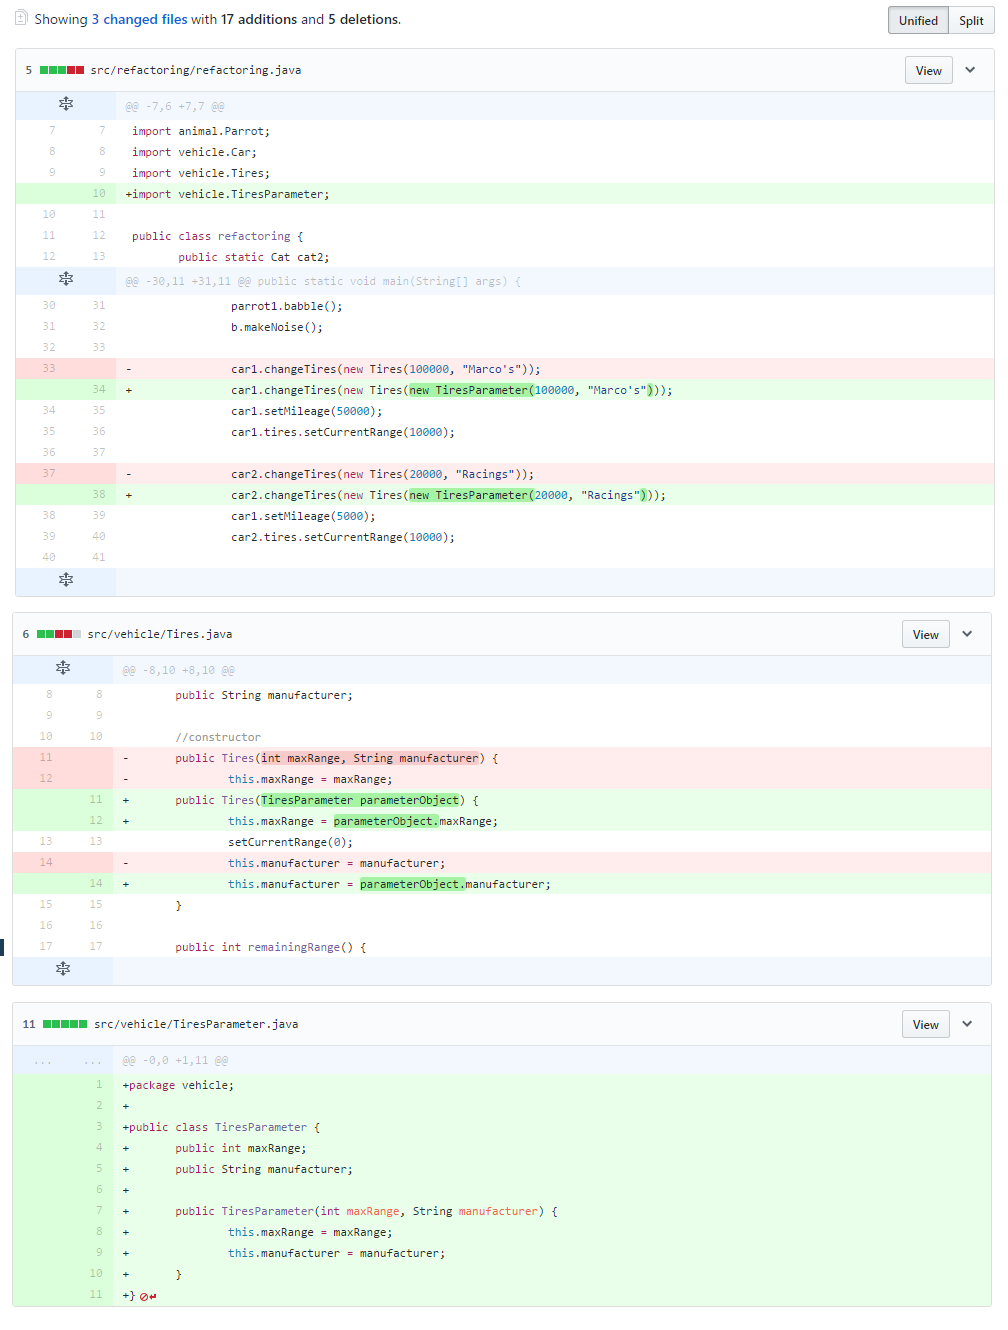 Showing 3 changed files with 17 additions and 5 deletions.
Unified Split
5 src/refactoring/refactoring.java View
@@ -7,6 +7,7 @@
7 7 import animal.Parrot;
8 8 import vehicle.Car;
9 9 import vehicle.Tires;
10 +import vehicle.TiresParameter;
10 11
11 12 public class refactoring {
12 13 public static Cat cat2;
@@ -30,11 +31,11 @@ public static void main(String[] args) {
30 31 parrot1.babble();
31 32 b.makeNoise();
32 33
33 - car1.changeTires(new Tires(100000, "Marco's"));
34 + car1.changeTires(new Tires(new TiresParameter(100000, "Marco's")));
34 35 car1.setMileage(50000);
35 36 car1.tires.setCurrentRange(10000);
36 37
37 - car2.changeTires(new Tires(20000, "Racings"));
38 + car2.changeTires(new Tires(new TiresParameter(20000, "Racings")));
38 39 car1.setMileage(5000);
39 40 car2.tires.setCurrentRange(10000);
40 41
6 src/vehicle/Tires.java View
@@ -8,10 +8,10 @@
8 8 public String manufacturer;
9 9
10 10 //constructor
11 - public Tires(int maxRange, String manufacturer) {
12 - this.maxRange = maxRange;
11 + public Tires(TiresParameter parameterObject) {
12 + this.maxRange = parameterObject.maxRange;
13 13 setCurrentRange(0);
14 - this.manufacturer = manufacturer;
14 + this.manufacturer = parameterObject.manufacturer;
15 15 }
16 16
17 17 public int remainingRange() {
11 src/vehicle/TiresParameter.java View
... ... @@ -0,0 +1,11 @@
1 +package vehicle;
2 +
3 +public class TiresParameter {
4 + public int maxRange;
5 + public String manufacturer;
6 +
7 + public TiresParameter(int maxRange, String manufacturer) {
8 + this.maxRange = maxRange;
9 + this.manufacturer = manufacturer;
10 + }
11 +}